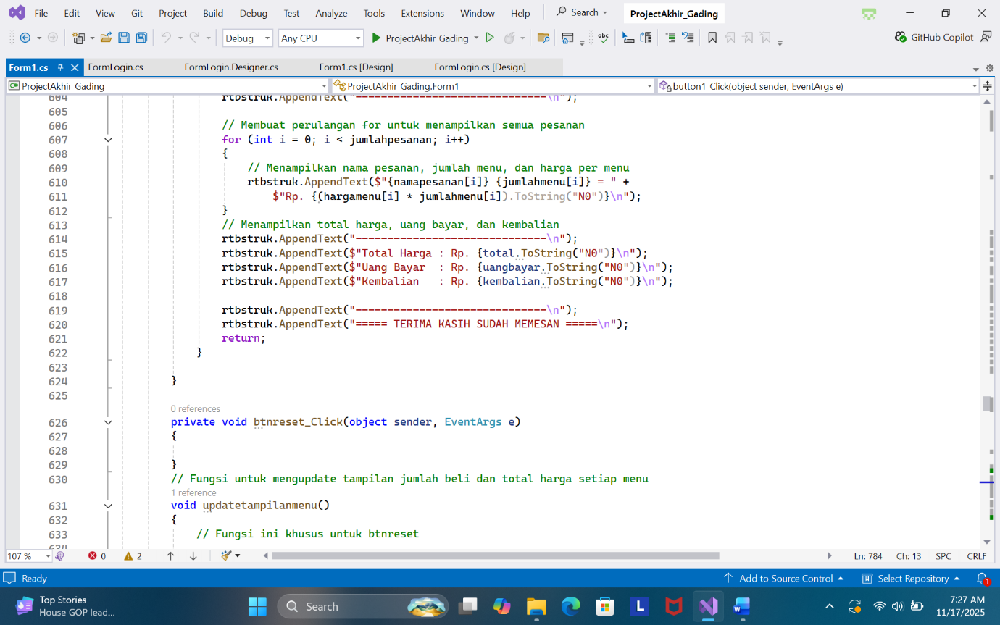 File Edit View Git Project Build Debug Test Analyze Tools Extensions Window Help Search ProjectAkhir_Gading
Debug Any CPU ProjectAkhir_Gading abc GitHub Copilot
Form1.cs FormLogin.cs FormLogin.Designer.cs Form1.cs [Design] FormLogin.cs [Design]
C# ProjectAkhir_Gading ProjectAkhir_Gading.Form1 button1_Click(object sender, EventArgs e)
604 rtbstruk.AppendText("------------------------------\n");
605
606 // Membuat perulangan for untuk menampilkan semua pesanan
607 for (int i = 0; i < jumlahpesanan; i++)
608 {
609 // Menampilkan nama pesanan, jumlah menu, dan harga per menu
610 rtbstruk.AppendText($"{namapesanan[i]} {jumlahmenu[i]} = " +
611 $"Rp. {(hargamenu[i] * jumlahmenu[i]).ToString("N0")}\n");
612 }
613 // Menampilkan total harga, uang bayar, dan kembalian
614 rtbstruk.AppendText("------------------------------\n");
615 rtbstruk.AppendText($"Total Harga : Rp. {total.ToString("N0")}\n");
616 rtbstruk.AppendText($"Uang Bayar  : Rp. {uangbayar.ToString("N0")}\n");
617 rtbstruk.AppendText($"Kembalian   : Rp. {kembalian.ToString("N0")}\n");
618
619 rtbstruk.AppendText("------------------------------\n");
620 rtbstruk.AppendText("===== TERIMA KASIH SUDAH MEMESAN =====\n");
621 return;
622 }
623
624 }
625
0 references
626 private void btnreset_Click(object sender, EventArgs e)
627 {
628
629 }
630 // Fungsi untuk mengupdate tampilan jumlah beli dan total harga setiap menu
1 reference
631 void updatetampilanmenu()
632 {
633 // Fungsi ini khusus untuk btnreset
634
107 % 0 2 Ln: 784 Ch: 13 SPC CRLF
Ready Add to Source Control Select Repository 1
Top Stories
House GOP lead...
Search
L
W
7:27 AM
11/17/2025